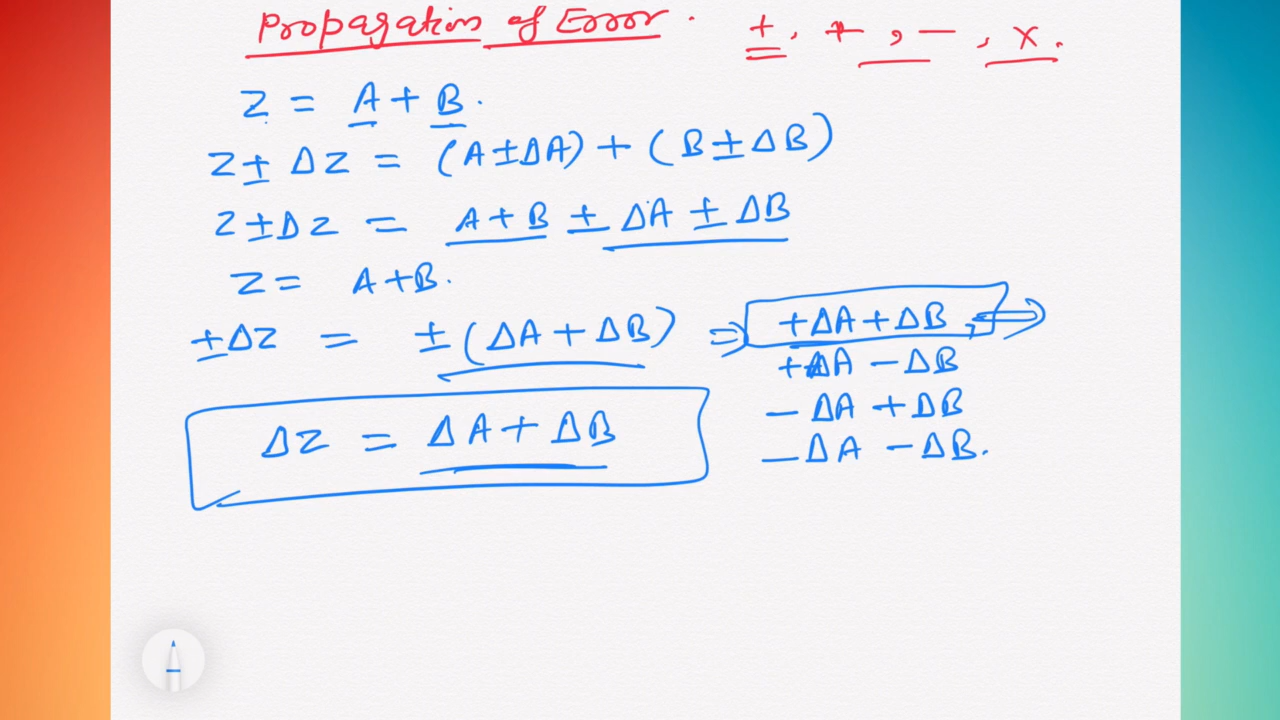 Propagation of Error. +, +, −, ×.
Z = A + B.
Z ± ΔZ = (A ± ΔA) + (B ± ΔB)
Z ± ΔZ = A + B ± ΔA ± ΔB
Z = A + B.
± ΔZ = ± (ΔA + ΔB) ⇒ + ΔA + ΔB, ⇒
+ ΔA − ΔB
− ΔA + ΔB
− ΔA − ΔB.
ΔZ = ΔA + ΔB